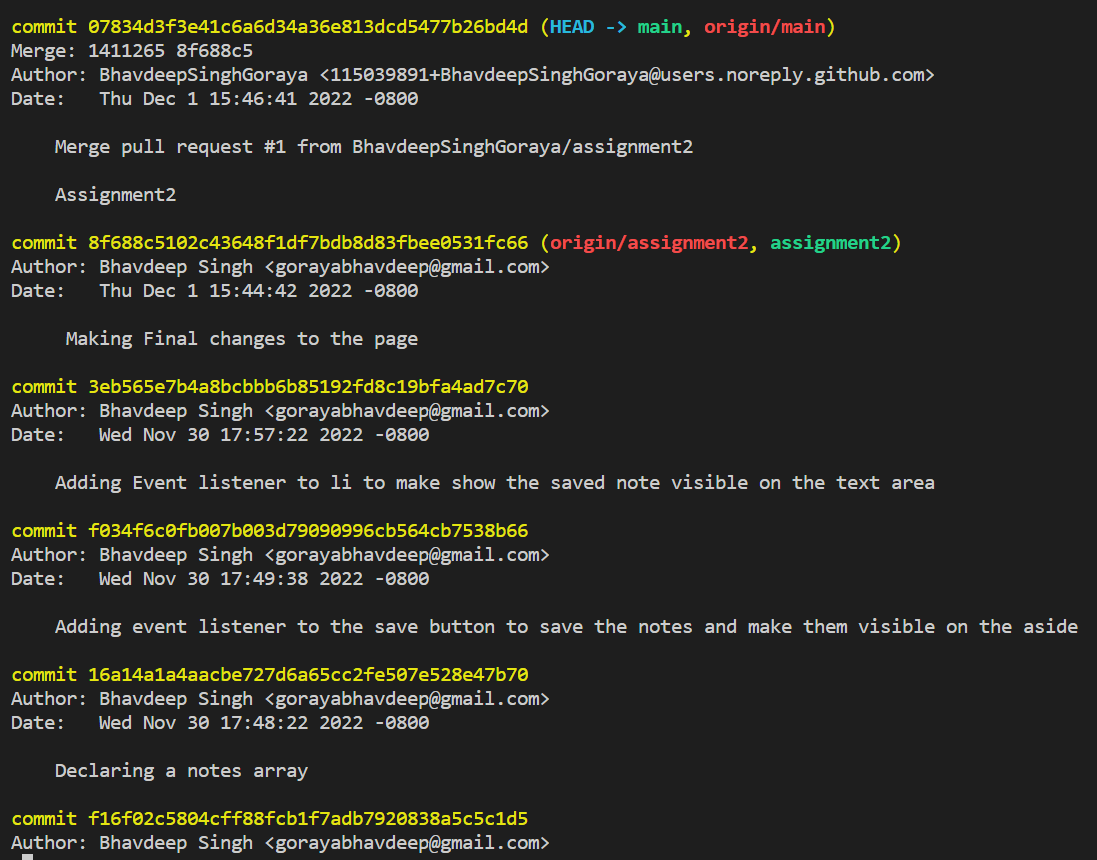 commit 07834d3f3e41c6a6d34a36e813dcd5477b26bd4d (HEAD -> main, origin/main)
Merge: 1411265 8f688c5
Author: BhavdeepSinghGoraya <115039891+BhavdeepSinghGoraya@users.noreply.github.com>
Date:   Thu Dec 1 15:46:41 2022 -0800
    Merge pull request #1 from BhavdeepSinghGoraya/assignment2
    Assignment2
commit 8f688c5102c43648f1df7bdb8d83fbee0531fc66 (origin/assignment2, assignment2)
Author: Bhavdeep Singh <gorayabhavdeep@gmail.com>
Date:   Thu Dec 1 15:44:42 2022 -0800
     Making Final changes to the page
commit 3eb565e7b4a8bcbbb6b85192fd8c19bfa4ad7c70
Author: Bhavdeep Singh <gorayabhavdeep@gmail.com>
Date:   Wed Nov 30 17:57:22 2022 -0800
    Adding Event listener to li to make show the saved note visible on the text area
commit f034f6c0fb007b003d79090996cb564cb7538b66
Author: Bhavdeep Singh <gorayabhavdeep@gmail.com>
Date:   Wed Nov 30 17:49:38 2022 -0800
    Adding event listener to the save button to save the notes and make them visible on the aside
commit 16a14a1a4aacbe727d6a65cc2fe507e528e47b70
Author: Bhavdeep Singh <gorayabhavdeep@gmail.com>
Date:   Wed Nov 30 17:48:22 2022 -0800
    Declaring a notes array
commit f16f02c5804cff88fcb1f7adb7920838a5c5c1d5
Author: Bhavdeep Singh <gorayabhavdeep@gmail.com>